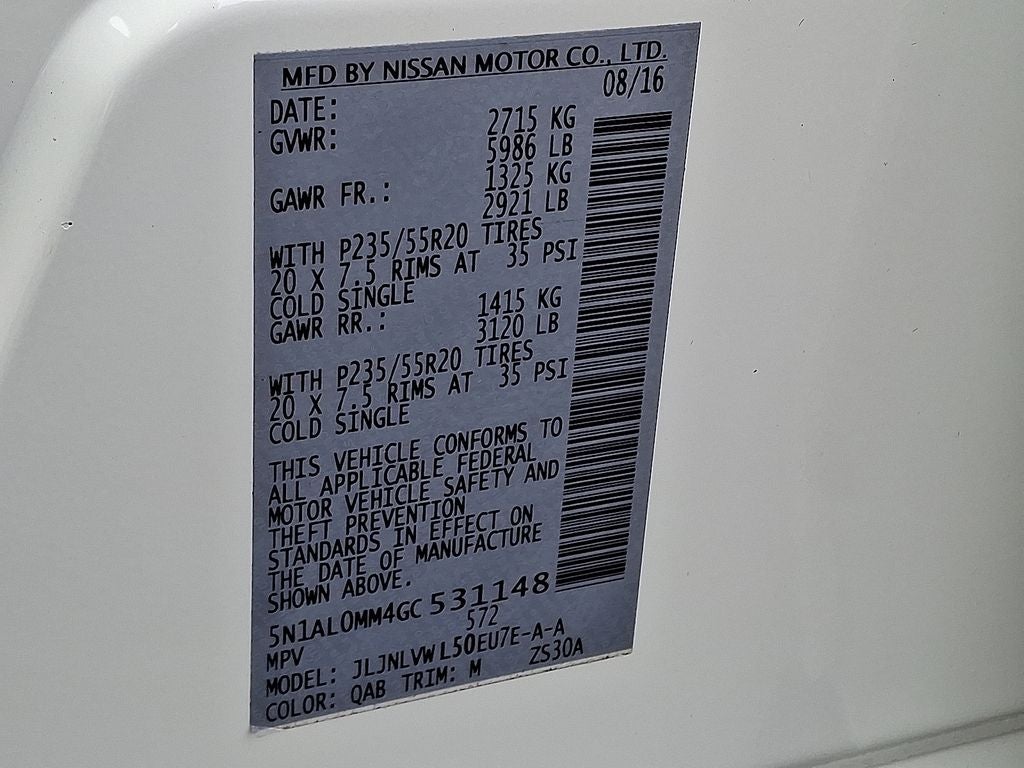 MFD BY NISSAN MOTOR CO., LTD.
DATE: 08/16
GVWR: 2715 KG
5986 LB
GAWR FR.: 1325 KG
2921 LB
WITH P235/55R20 TIRES
20 X 7.5 RIMS AT 35 PSI
COLD SINGLE
GAWR RR.: 1415 KG
3120 LB
WITH P235/55R20 TIRES
20 X 7.5 RIMS AT 35 PSI
COLD SINGLE
THIS VEHICLE CONFORMS TO
ALL APPLICABLE FEDERAL
MOTOR VEHICLE SAFETY AND
THEFT PREVENTION
STANDARDS IN EFFECT ON
THE DATE OF MANUFACTURE
SHOWN ABOVE.
5N1AL0MM4GC 531148
MPV 572
MODEL: JLJNLVWL50EU7E-A-A
COLOR: QAB TRIM: M ZS30A